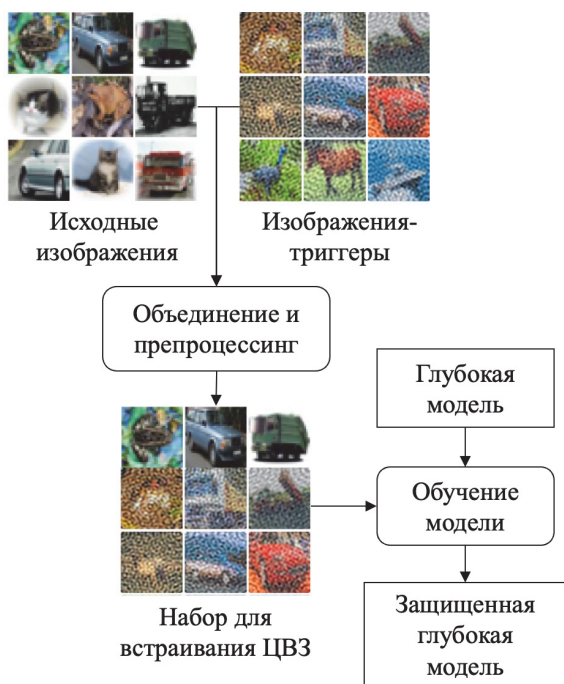 Исходные
изображения
Изображения-
триггеры
Объединение и
препроцессинг
Глубокая
модель
Обучение
модели
Набор для
встраивания ЦВЗ
Защищенная
глубокая
модель